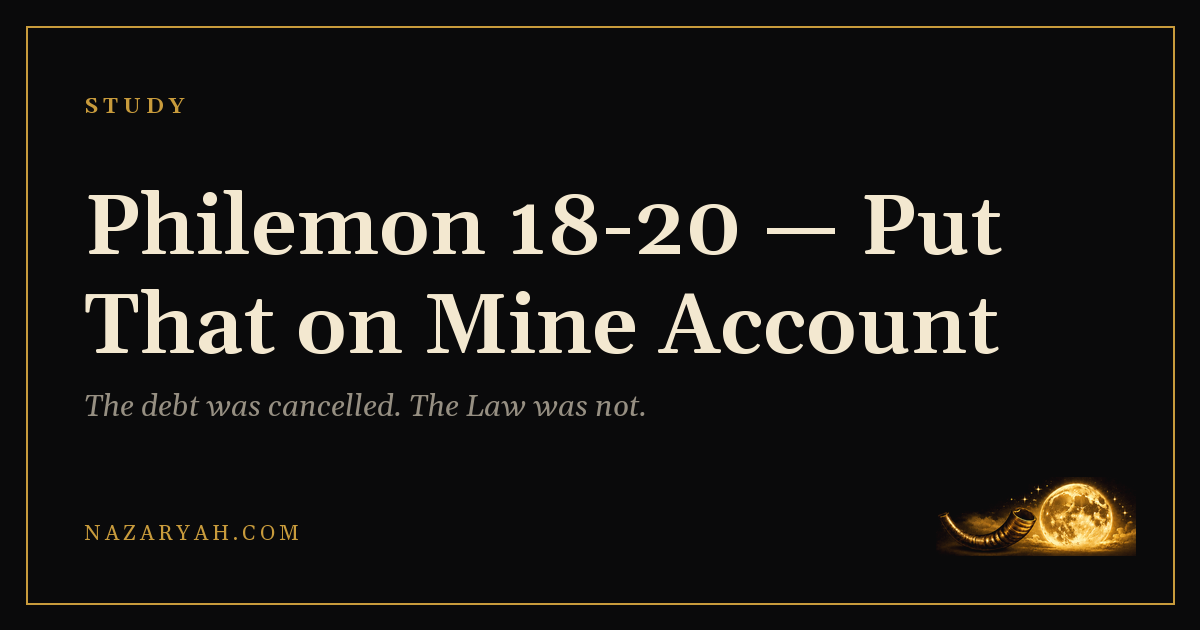 STUDY
Philemon 18-20 — Put
That on Mine Account
The debt was cancelled. The Law was not.
NAZARYAH.COM